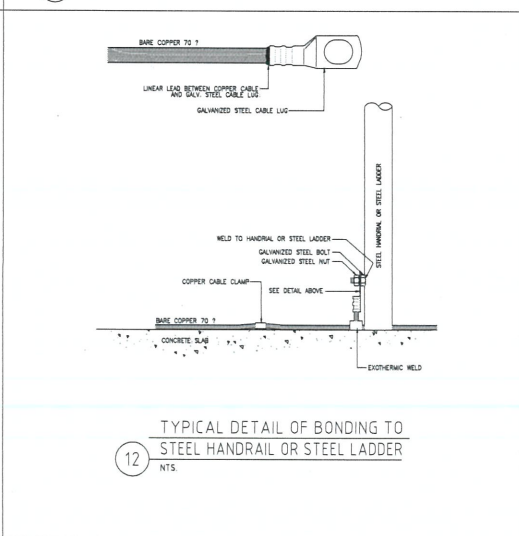 BARE COPPER 70 ?
LINEAR LEAD BETWEEN COPPER CABLE
AND GALV. STEEL CABLE LUG.
GALVANIZED STEEL CABLE LUG
STEEL HANDRIAL OR STEEL LADDER
WELD TO HANDRIAL OR STEEL LADDER
GALVANIZED STEEL BOLT
GALVANIZED STEEL NUT
COPPER CABLE CLAMP
SEE DETAIL ABOVE
BARE COPPER 70 ?
CONCRETE SLAB
EXOTHERMIC WELD
12
TYPICAL DETAIL OF BONDING TO
STEEL HANDRAIL OR STEEL LADDER
NTS.